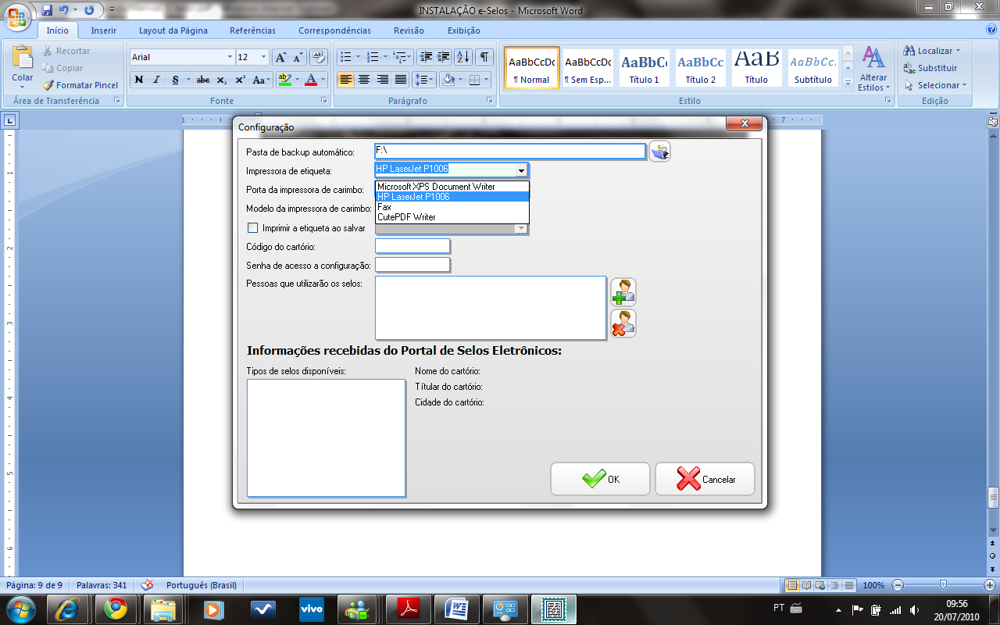 INSTALAÇÃO e-Selos - Microsoft Word
Início Inserir Layout da Página Referências Correspondências Revisão Exibição
Colar
Recortar
Copiar
Formatar Pincel
Área de Transferência
Arial 12
N I S abe x₂ x² Aa
Fonte
Parágrafo
AaBbCcDc AaBbCcDc AaBbCc AaBbCc AaB AaBbCc.
¶ Normal ¶ Sem Esp... Título 1 Título 2 Título Subtítulo
Alterar Estilos
Estilo
Localizar
Substituir
Selecionar
Edição
Configuração
Pasta de backup automático: F:\
Impressora de etiqueta: HP LaserJet P1006
Porta da impressora de carimbo:
Microsoft XPS Document Writer
HP LaserJet P1006
Fax
CutePDF Writer
Modelo da impressora de carimbo:
Imprimir a etiqueta ao salvar
Código do cartório:
Senha de acesso a configuração:
Pessoas que utilizarão os selos:
Informações recebidas do Portal de Selos Eletrônicos:
Tipos de selos disponíveis:
Nome do cartório:
Títular do cartório:
Cidade do cartório:
OK Cancelar
Página: 9 de 9 Palavras: 341 Português (Brasil) 100%
vivo
PT
09:56
20/07/2010